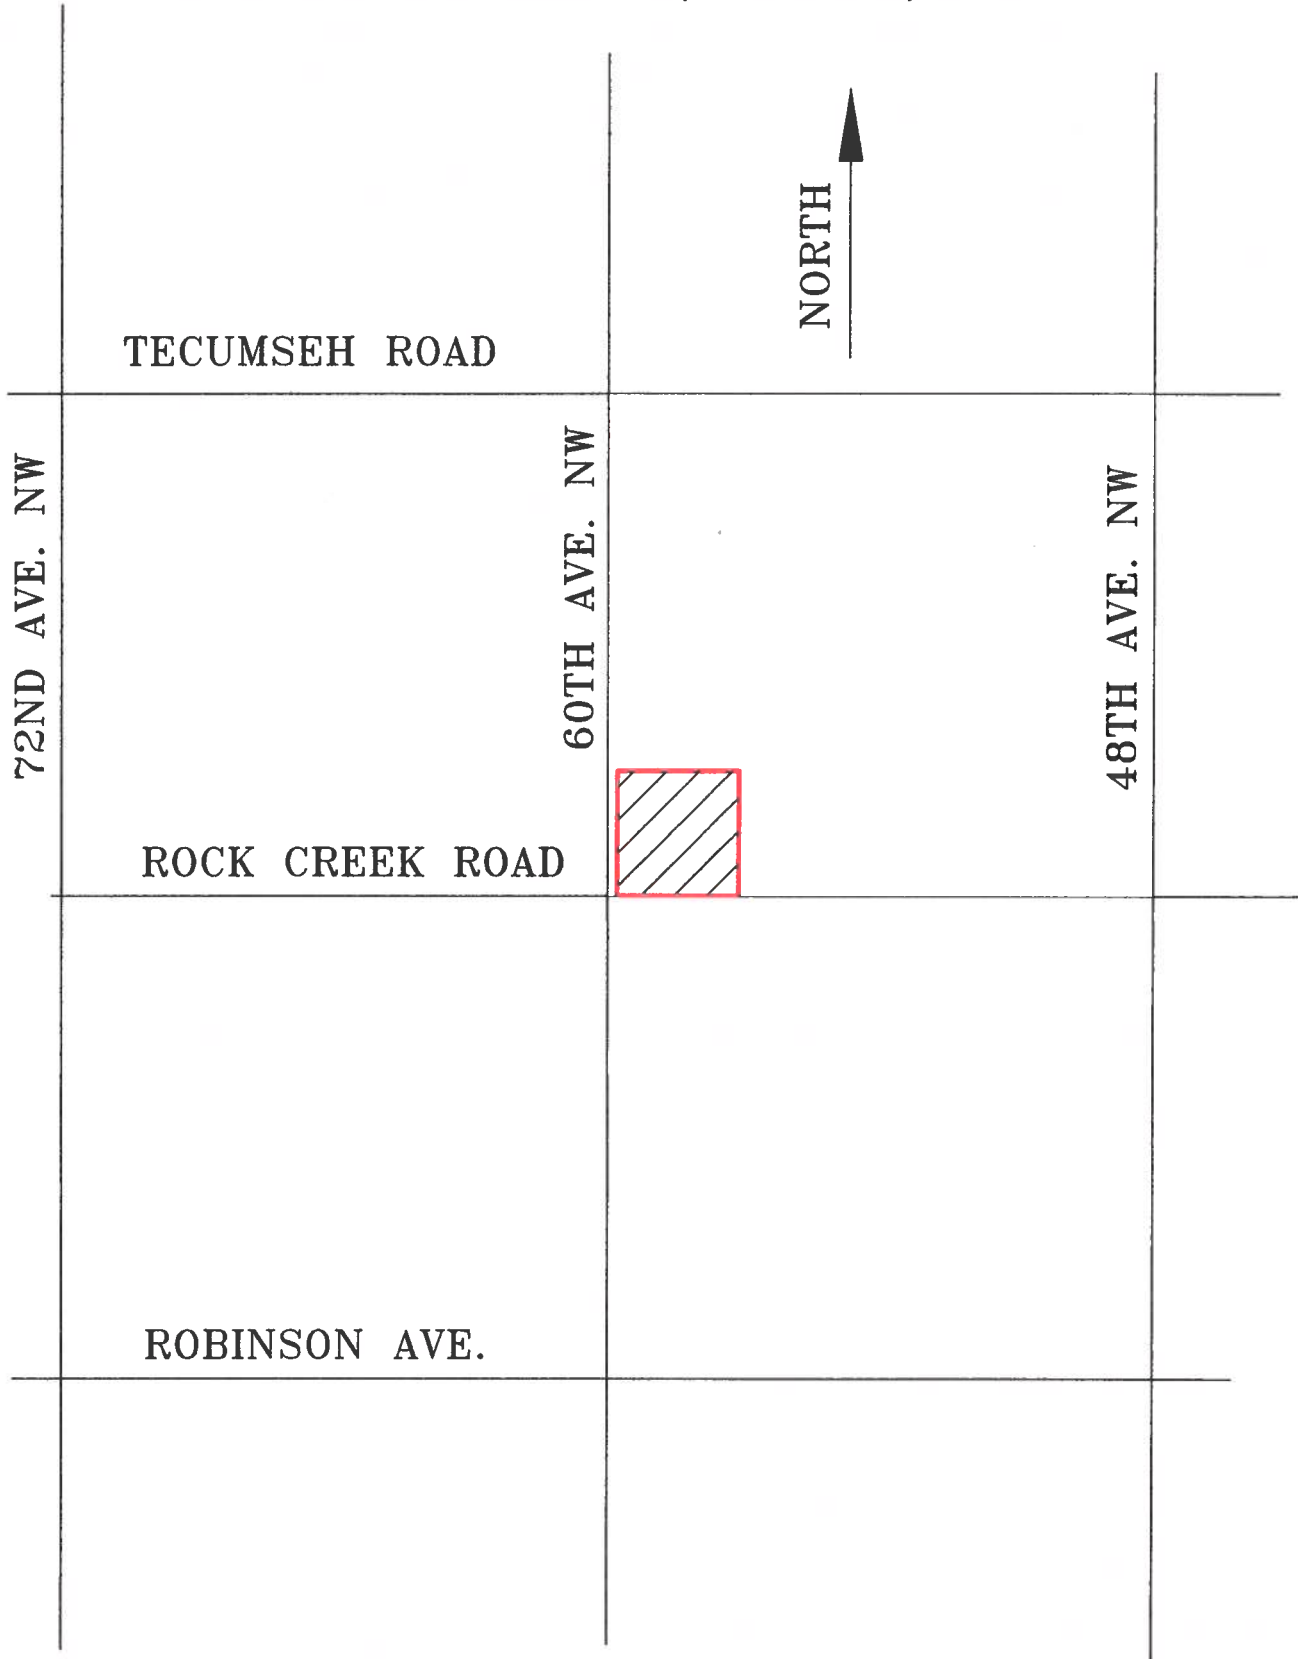 NORTH
TECUMSEH ROAD
72ND AVE. NW
60TH AVE. NW
48TH AVE. NW
ROCK CREEK ROAD
ROBINSON AVE.